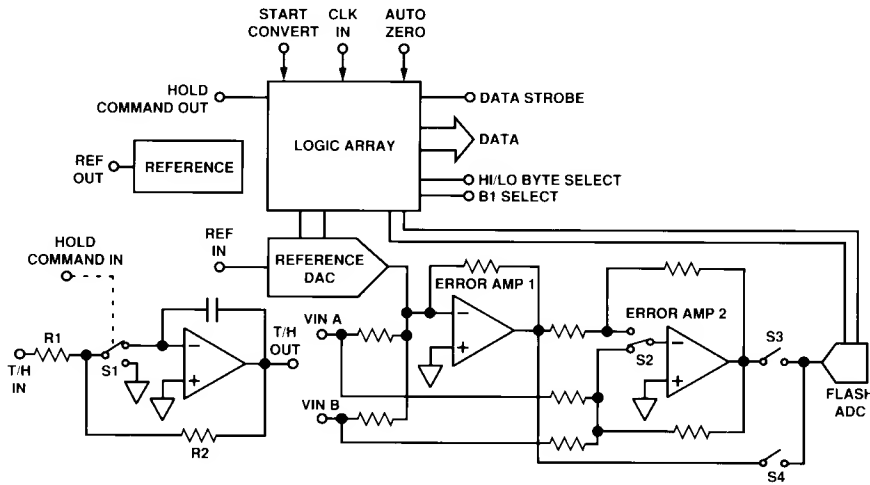 START
CONVERT
CLK
IN
AUTO
ZERO
HOLD
COMMAND OUT
DATA STROBE
LOGIC ARRAY
DATA
REF
OUT
REFERENCE
HI/LO BYTE SELECT
B1 SELECT
HOLD
COMMAND IN
REF
IN
REFERENCE
DAC
ERROR AMP 1
VIN A
T/H
OUT
ERROR AMP 2
R1
S1
T/H
IN
S2
S3
FLASH
ADC
VIN B
R2
S4
−
+
−
+
−
+